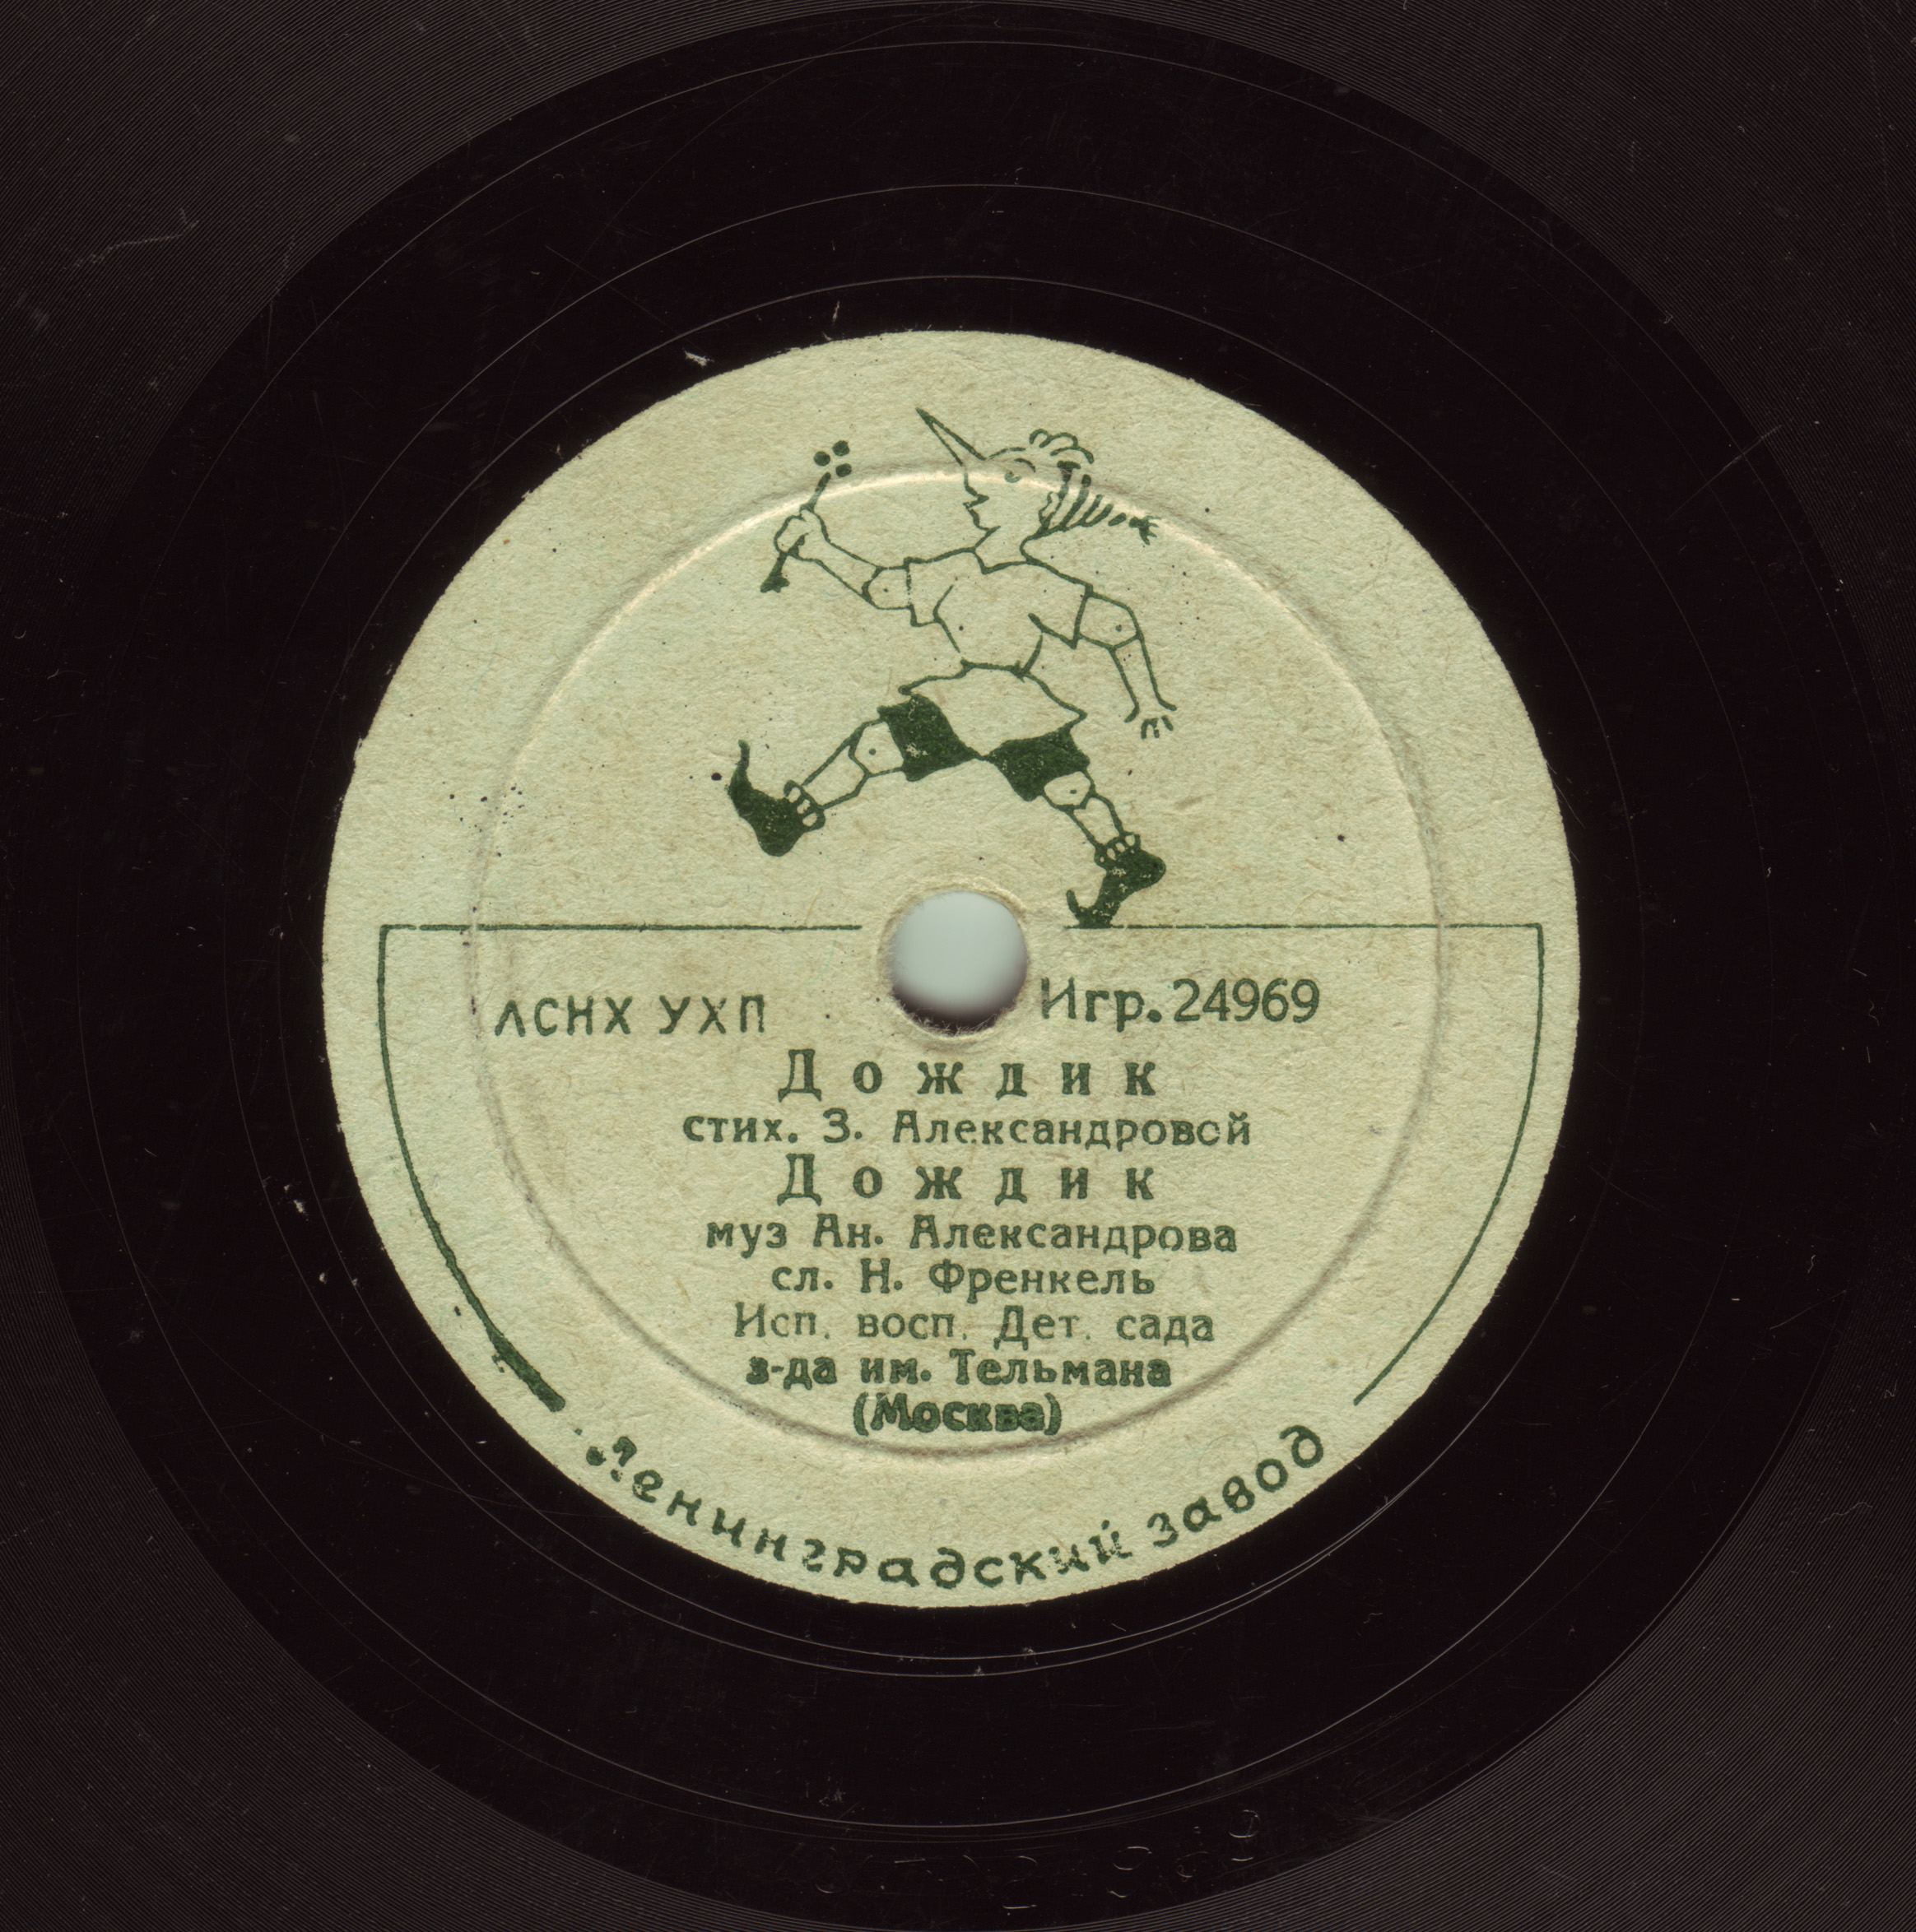 ЛСНХ УХП
Игр. 24969
Дождик
стих. З. Александровой
Дождик
муз Ан. Александрова
сл. Н. Френкель
Исп. восп. Дет. сада
з-да им. Тельмана
(Москва)
Ленинградский завод